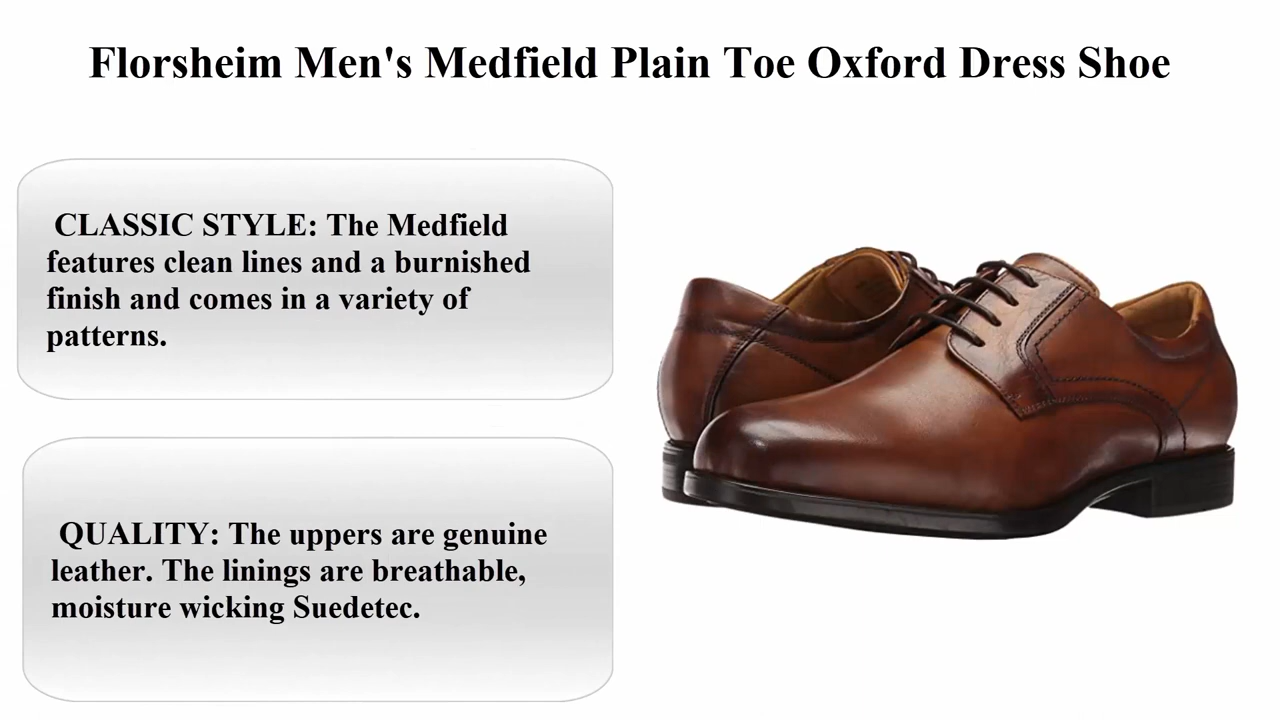 Florsheim Men's Medfield Plain Toe Oxford Dress Shoe
CLASSIC STYLE: The Medfield
features clean lines and a burnished
finish and comes in a variety of
patterns.
QUALITY: The uppers are genuine
leather. The linings are breathable,
moisture wicking Suedetec.